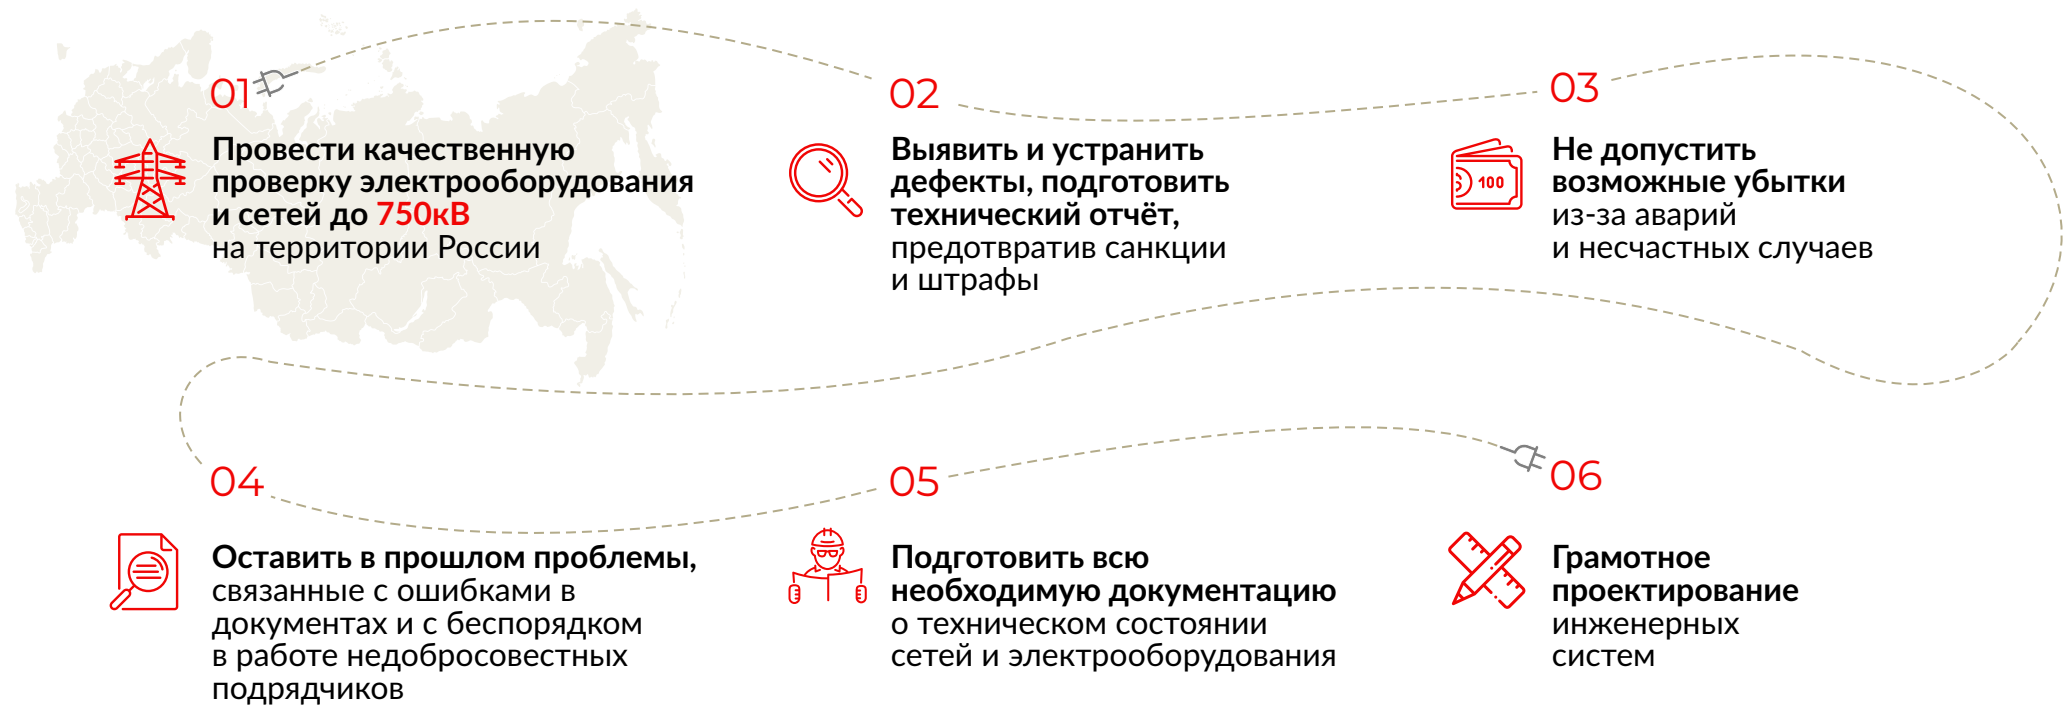 01
Провести качественную
проверку электрооборудования
и сетей до 750кВ
на территории России
02
Выявить и устранить
дефекты, подготовить
технический отчёт,
предотвратив санкции
и штрафы
03
100
Не допустить
возможные убытки
из-за аварий
и несчастных случаев
04
Оставить в прошлом проблемы,
связанные с ошибками в
документах и с беспорядком
в работе недобросовестных
подрядчиков
05
Подготовить всю
необходимую документацию
о техническом состоянии
сетей и электрооборудования
06
Грамотное
проектирование
инженерных
систем